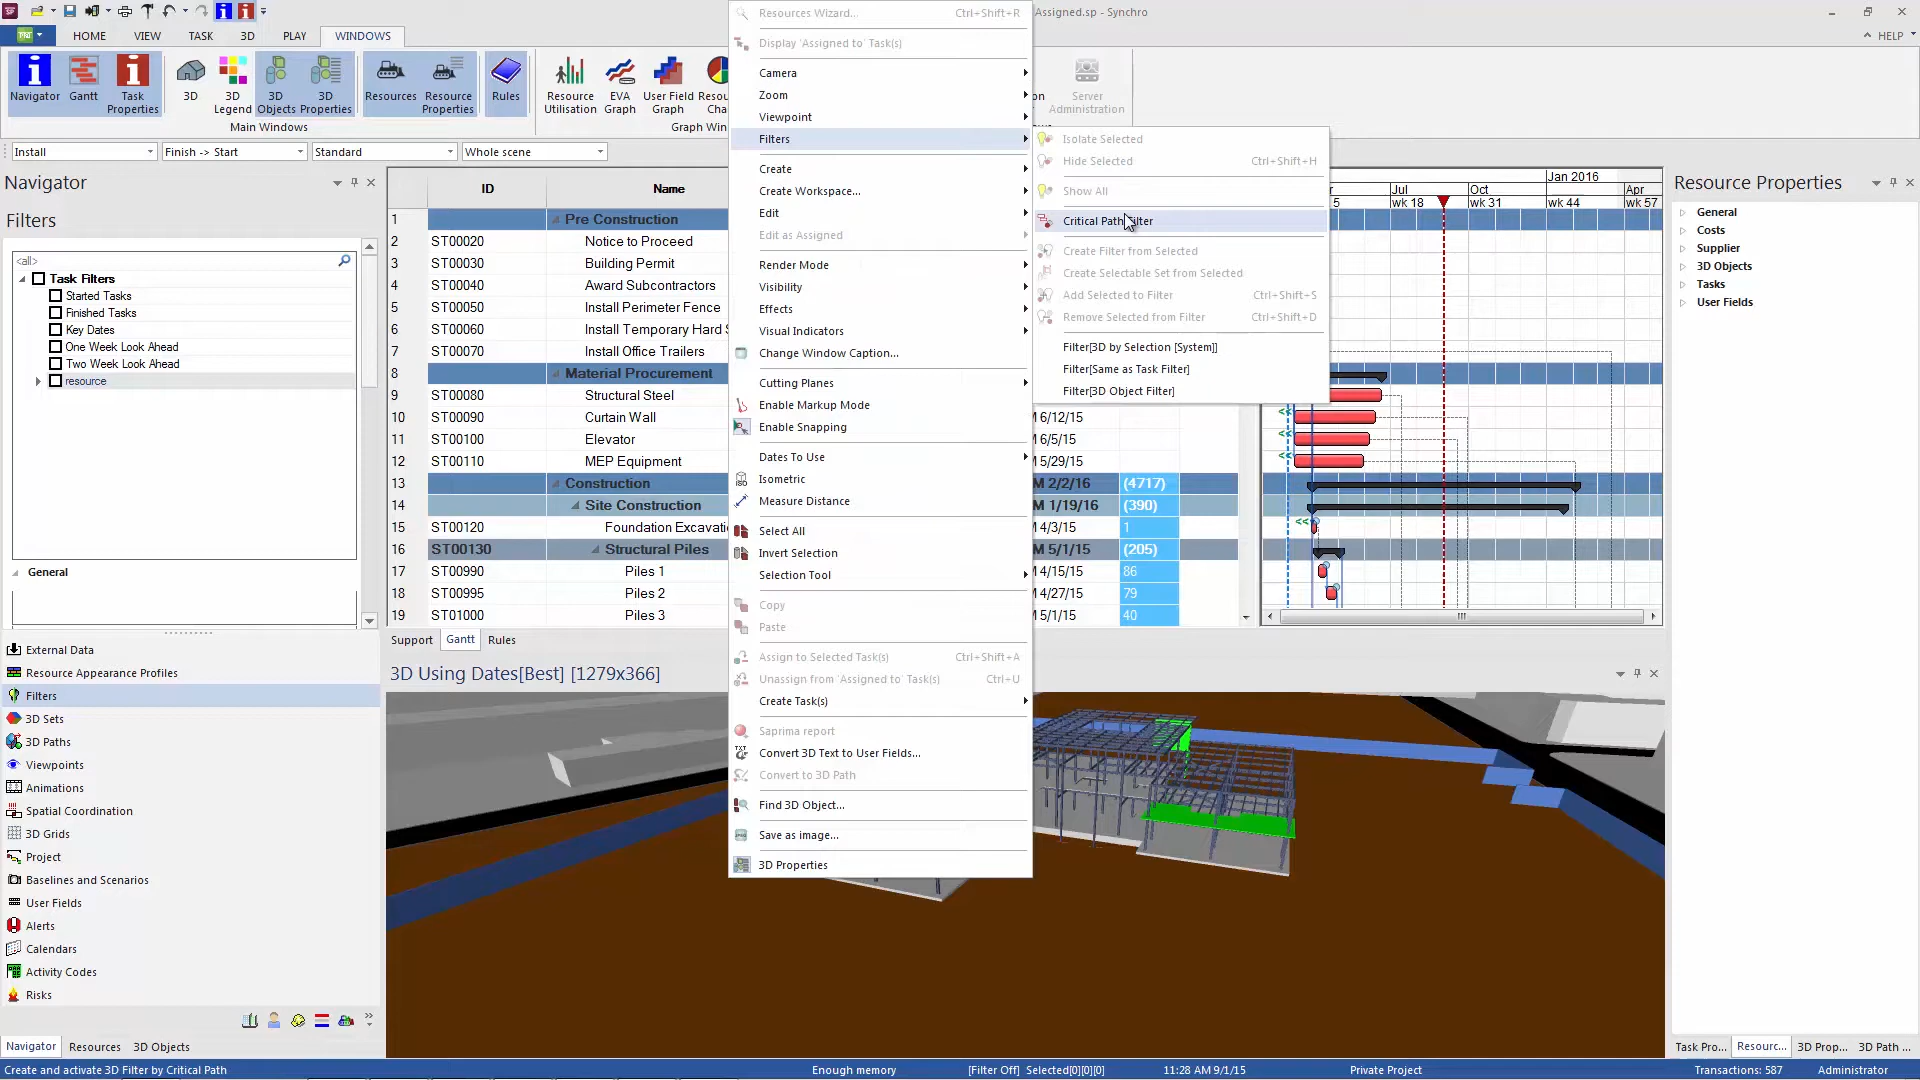 Assigned.sp - Synchro
HOME VIEW TASK 3D PLAY WINDOWS
HELP
Navigator Gantt Task Properties 3D 3D Legend 3D Objects 3D Properties Resources Resource Properties Rules Resource Utilisation EVA Graph User Field Graph
Server Administration
Main Windows
Install Finish -> Start Standard Whole scene
Navigator
Filters
<all>
Task Filters
Started Tasks
Finished Tasks
Key Dates
One Week Look Ahead
Two Week Look Ahead
resource
General
External Data
Resource Appearance Profiles
Filters
3D Sets
3D Paths
Viewpoints
Animations
Spatial Coordination
3D Grids
Project
Baselines and Scenarios
User Fields
Alerts
Calendars
Activity Codes
Risks
Navigator Resources 3D Objects
ID Name
1 Pre Construction
2 ST00020 Notice to Proceed
3 ST00030 Building Permit
4 ST00040 Award Subcontractors
5 ST00050 Install Perimeter Fence
6 ST00060 Install Temporary Hard S
7 ST00070 Install Office Trailers
8 Material Procurement
9 ST00080 Structural Steel
10 ST00090 Curtain Wall 6/12/15
11 ST00100 Elevator 6/5/15
12 ST00110 MEP Equipment 5/29/15
13 Construction M 2/2/16 (4717)
14 Site Construction M 1/19/16 (390)
15 ST00120 Foundation Excavati M 4/3/15 1
16 ST00130 Structural Piles M 5/1/15 (205)
17 ST00990 Piles 1 4/15/15 86
18 ST00995 Piles 2 4/27/15 79
19 ST01000 Piles 3 5/1/15 40
Support Gantt Rules
Jan 2016
Jul Oct Apr
wk 18 wk 31 wk 44 wk 57
Resources Wizard... Ctrl+Shift+R
Display 'Assigned to' Task(s)
Camera
Zoom
Viewpoint
Filters
Create
Create Workspace...
Edit
Edit as Assigned
Render Mode
Visibility
Effects
Visual Indicators
Change Window Caption...
Cutting Planes
Enable Markup Mode
Enable Snapping
Dates To Use
Isometric
Measure Distance
Select All
Invert Selection
Selection Tool
Copy
Paste
Assign to Selected Task(s) Ctrl+Shift+A
Unassign from 'Assigned to' Task(s) Ctrl+U
Create Task(s)
Saprima report
Convert 3D Text to User Fields...
Convert to 3D Path
Find 3D Object...
Save as image...
3D Properties
Isolate Selected
Hide Selected Ctrl+Shift+H
Show All
Critical Path Filter
Create Filter from Selected
Create Selectable Set from Selected
Add Selected to Filter Ctrl+Shift+S
Remove Selected from Filter Ctrl+Shift+D
Filter[3D by Selection [System]]
Filter[Same as Task Filter]
Filter[3D Object Filter]
Resource Properties
General
Costs
Supplier
3D Objects
Tasks
User Fields
3D Using Dates[Best] [1279x366]
Task Pro... Resourc... 3D Prop... 3D Path ...
Create and activate 3D Filter by Critical Path Enough memory [Filter Off] Selected[0][0][0] 11:28 AM 9/1/15 Private Project Transactions: 587 Administrator